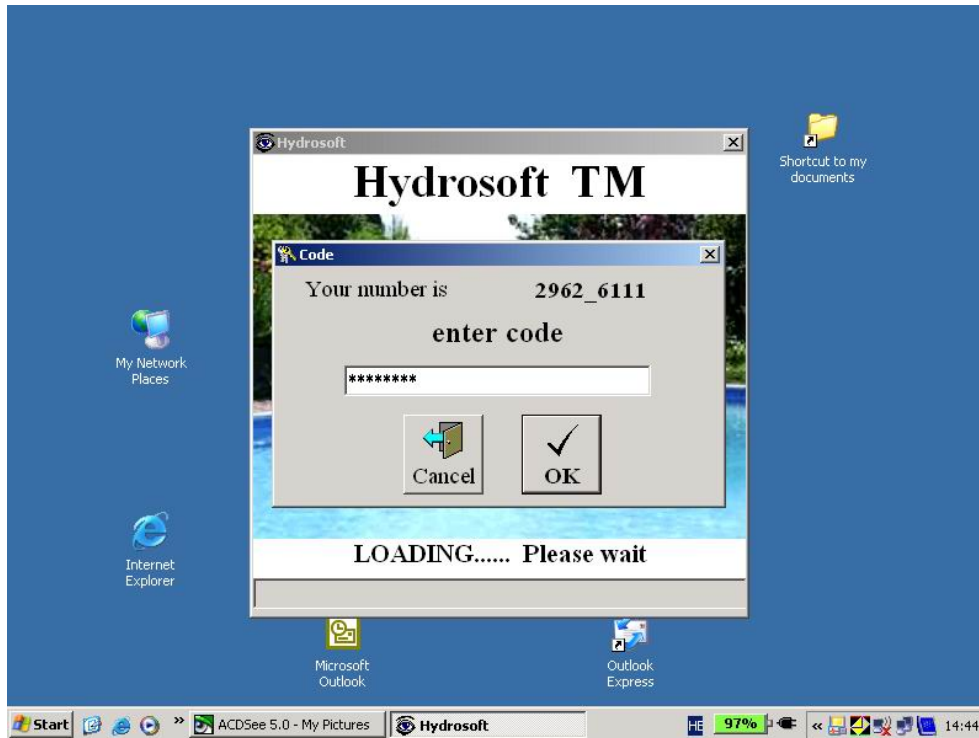 Shortcut to my
documents
Hydrosoft
Hydrosoft TM
Code
Your number is 2962_6111
enter code
********
Cancel
OK
LOADING...... Please wait
My Network
Places
Internet
Explorer
Microsoft
Outlook
Outlook
Express
Start
»
ACDSee 5.0 - My Pictures
Hydrosoft
HE
97%
«
14:44